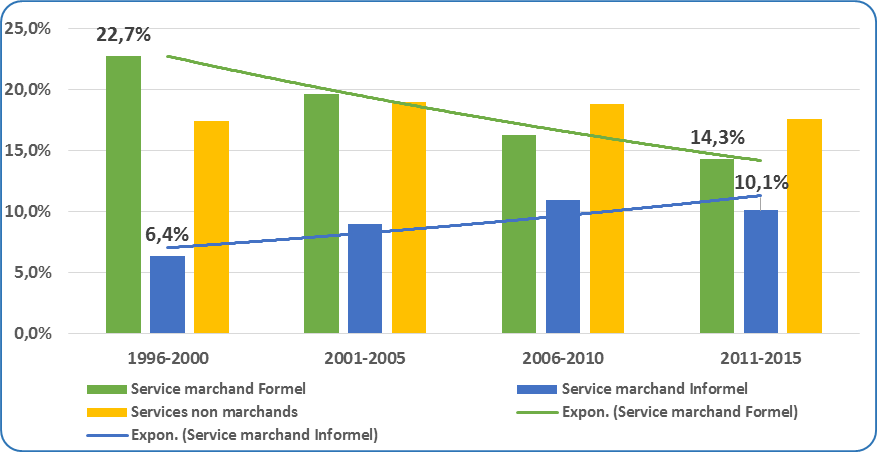 25,0%
22,7%
20,0%
15,0%
14,3%
10,1%
10,0%
6,4%
5,0%
0,0%
1996-2000 2001-2005 2006-2010 2011-2015
Service marchand Formel Service marchand Informel
Services non marchands Expon. (Service marchand Formel)
Expon. (Service marchand Informel)